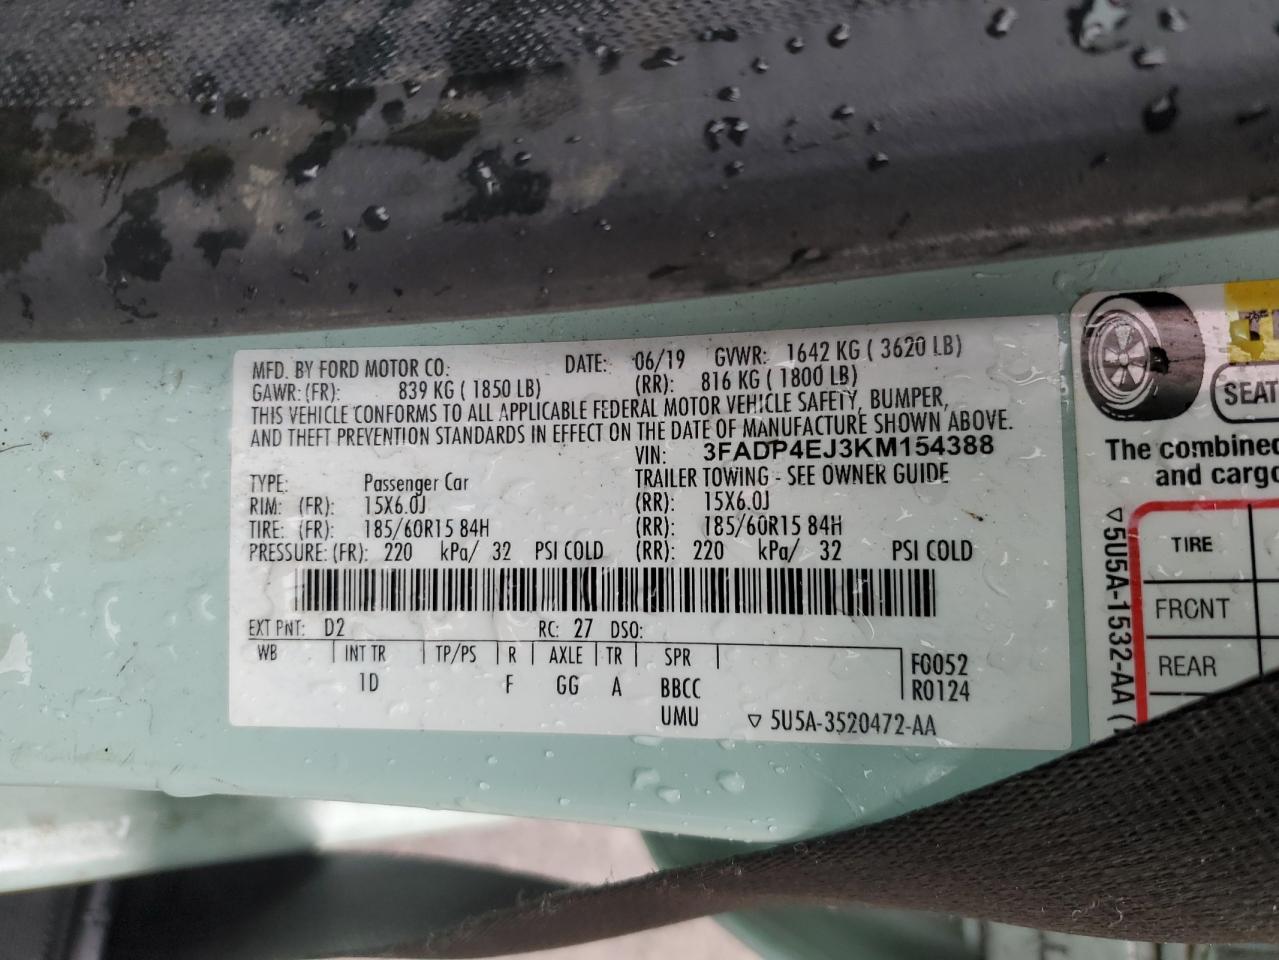 MFD. BY FORD MOTOR CO. DATE: 06/19 GVWR: 1642 KG ( 3620 LB)
GAWR: (FR): 839 KG ( 1850 LB) (RR): 816 KG ( 1800 LB)
THIS VEHICLE CONFORMS TO ALL APPLICABLE FEDERAL MOTOR VEHICLE SAFETY, BUMPER,
AND THEFT PREVENTION STANDARDS IN EFFECT ON THE DATE OF MANUFACTURE SHOWN ABOVE.
VIN: 3FADP4EJ3KM154388
TYPE: Passenger Car TRAILER TOWING - SEE OWNER GUIDE
RIM: (FR): 15X6.0J (RR): 15X6.0J
TIRE: (FR): 185/60R15 84H (RR): 185/60R15 84H
PRESSURE: (FR): 220 kPa/ 32 PSI COLD (RR): 220 kPa/ 32 PSI COLD
EXT PNT: D2 RC: 27 DSO:
WB INT TR TP/PS R AXLE TR SPR F0052
1D F GG A BBCC R0124
UMU ▽ 5U5A-3520472-AA
SEAT
The combined
and cargo
TIRE
FRONT
REAR
▽5U5A-1532-AA